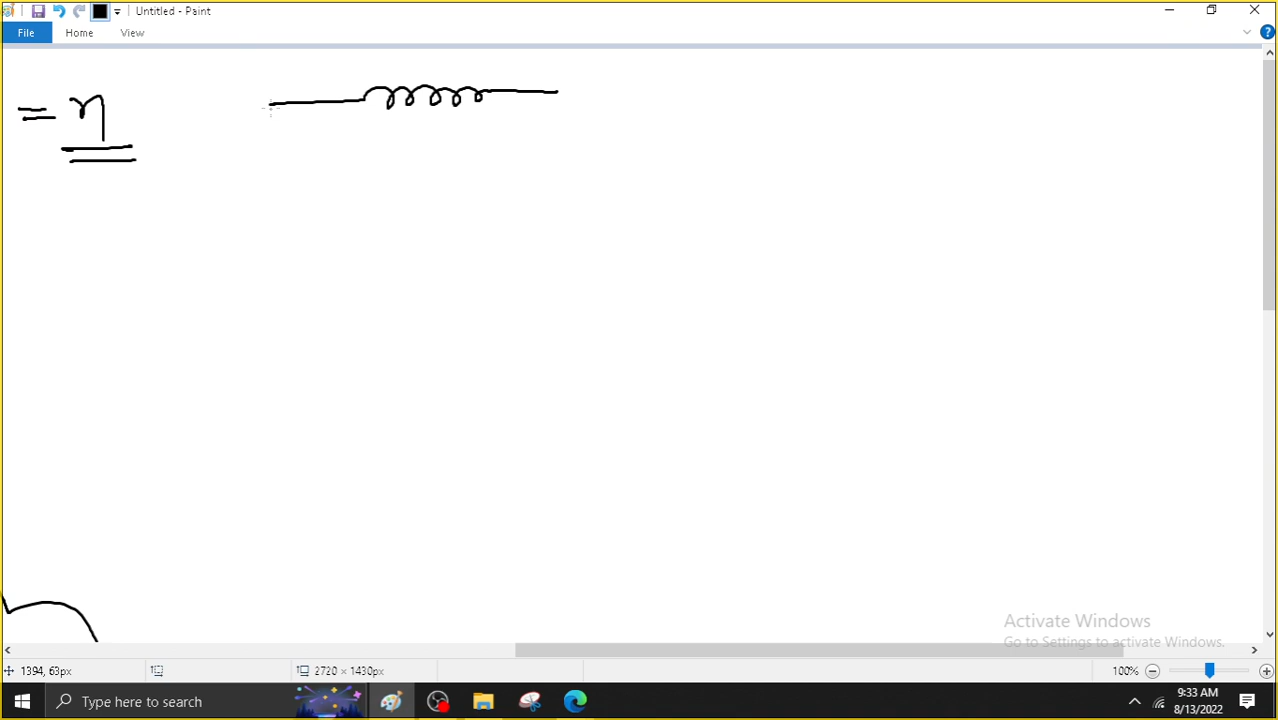 Untitled - Paint
File Home View
= η
Activate Windows
Go to Settings to activate Windows.
1394, 63px
2720 × 1430px
100%
Type here to search
9:33 AM
8/13/2022